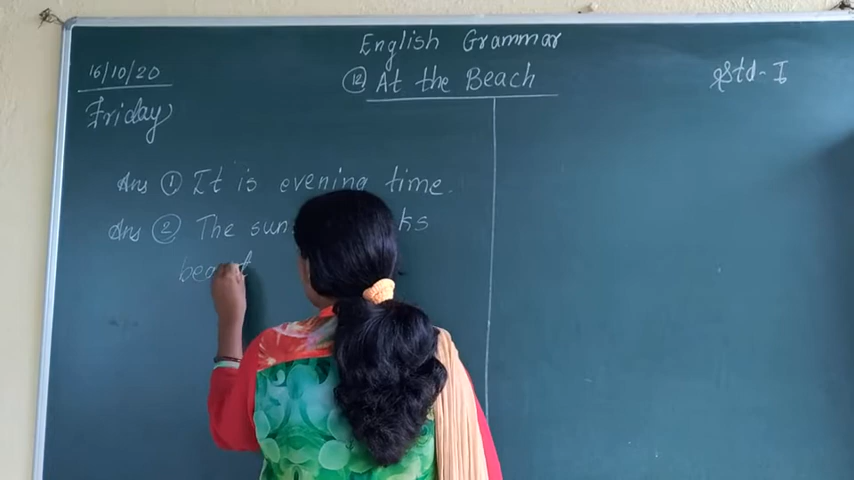 English Grammar
16/10/20
⑫ At the Beach
Std - I
Friday
Ans ① It is evening time.
Ans ② The sun